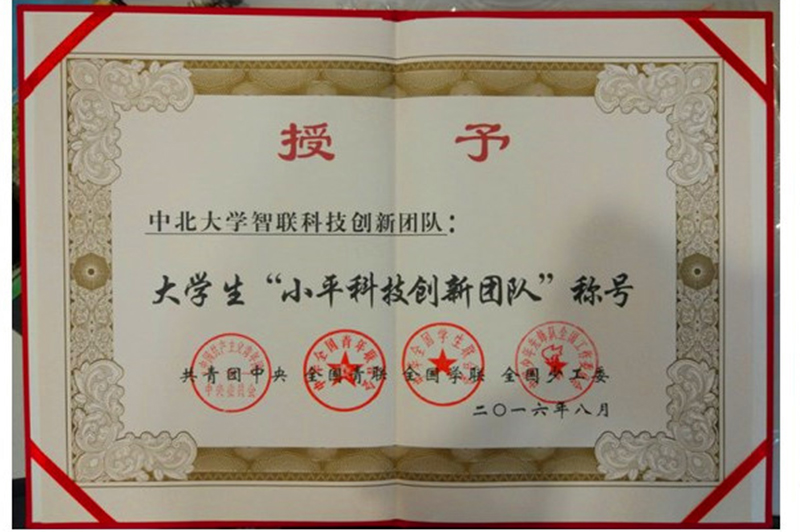 授予
中北大学智联科技创新团队：
大学生“小平科技创新团队”称号
共青团中央 全国青联 全国学联 全国少工委
二〇一六年八月